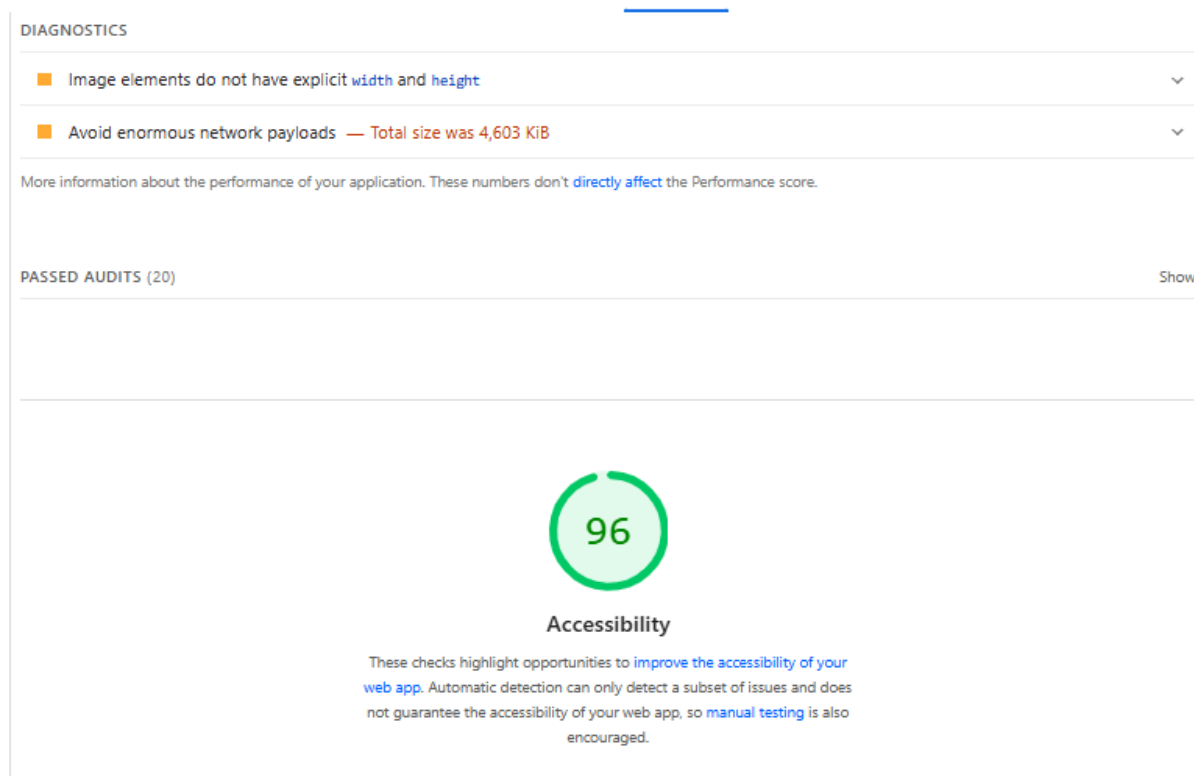 DIAGNOSTICS
Image elements do not have explicit width and height
Avoid enormous network payloads — Total size was 4,603 KiB
More information about the performance of your application. These numbers don't directly affect the Performance score.
PASSED AUDITS (20)
Show
96
Accessibility
These checks highlight opportunities to improve the accessibility of your
web app. Automatic detection can only detect a subset of issues and does
not guarantee the accessibility of your web app, so manual testing is also
encouraged.